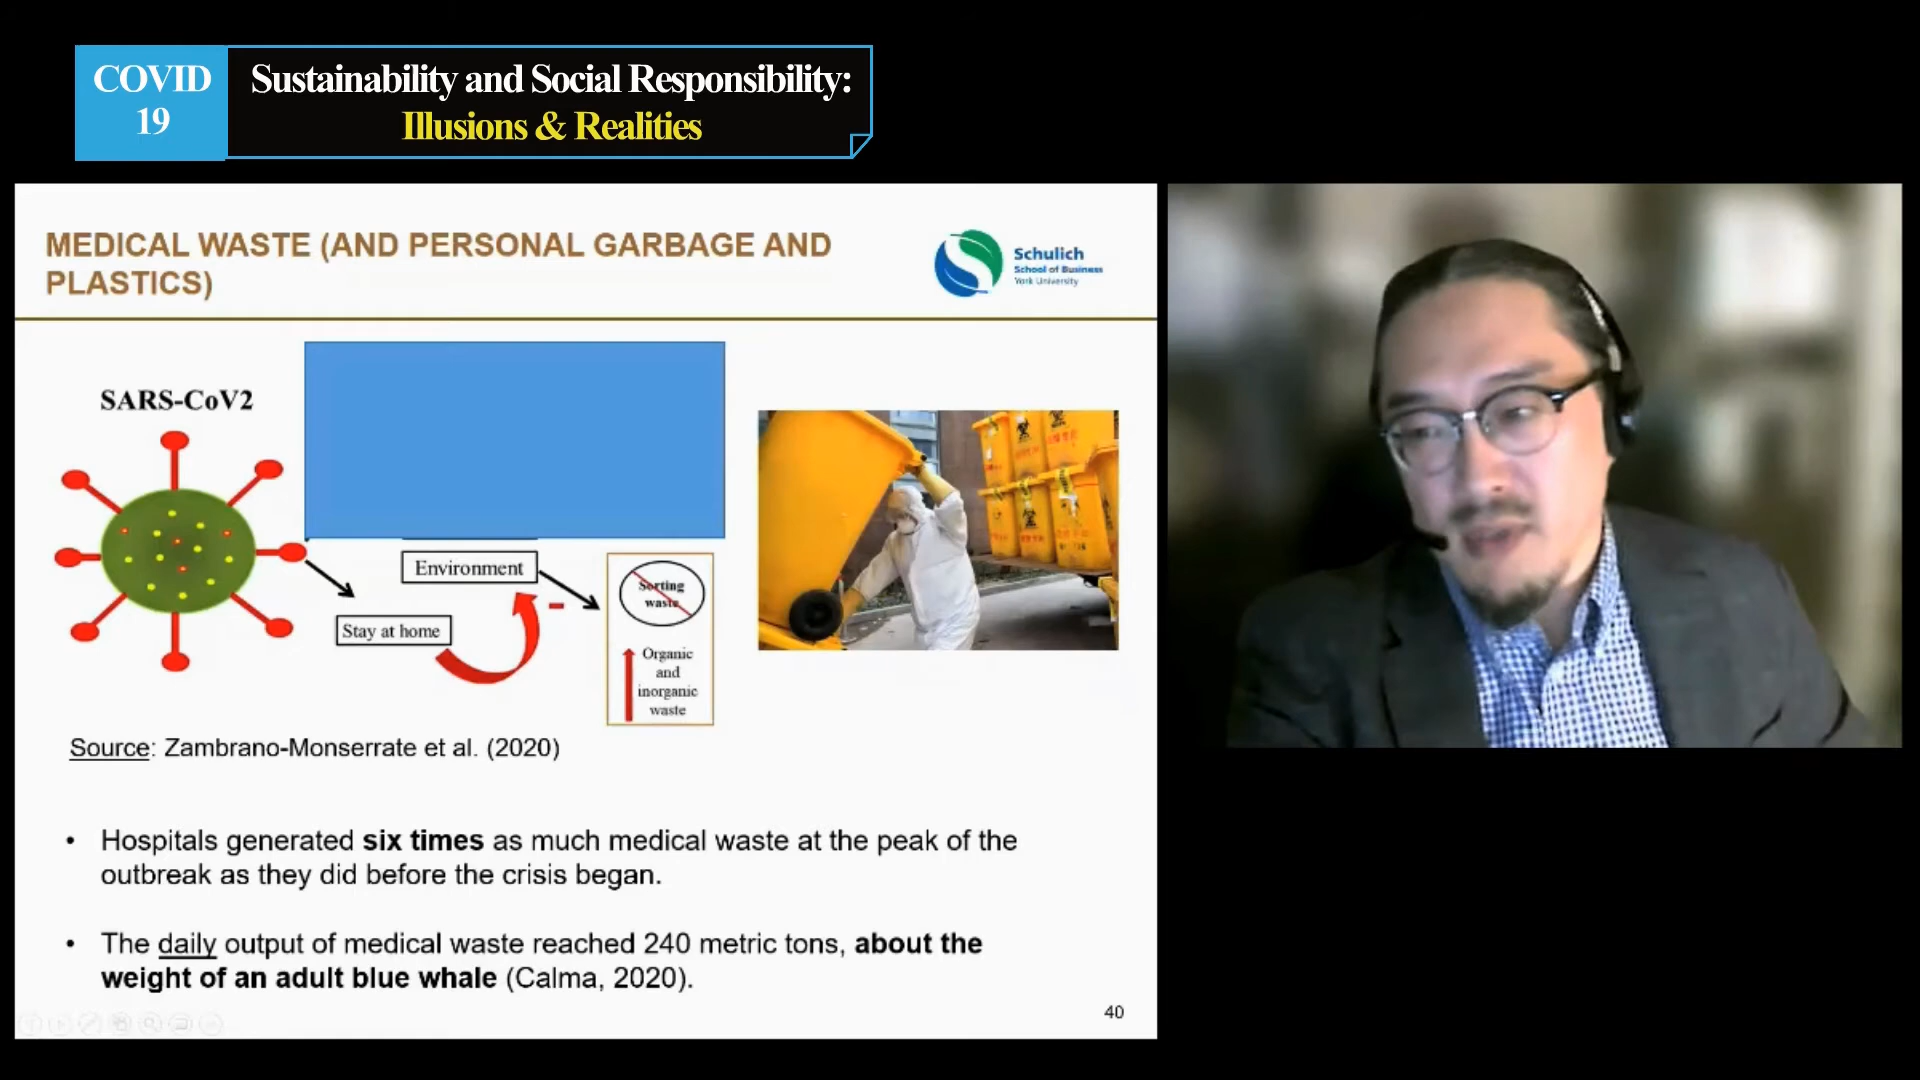 COVID
19
Sustainability and Social Responsibility:
Illusions & Realities
MEDICAL WASTE (AND PERSONAL GARBAGE AND
PLASTICS)
Schulich
School of Business
York University
SARS-CoV2
Environment
Stay at home
Sorting
waste
Organic
and
inorganic
waste
Source: Zambrano-Monserrate et al. (2020)
• Hospitals generated six times as much medical waste at the peak of the
outbreak as they did before the crisis began.
• The daily output of medical waste reached 240 metric tons, about the
weight of an adult blue whale (Calma, 2020).
40